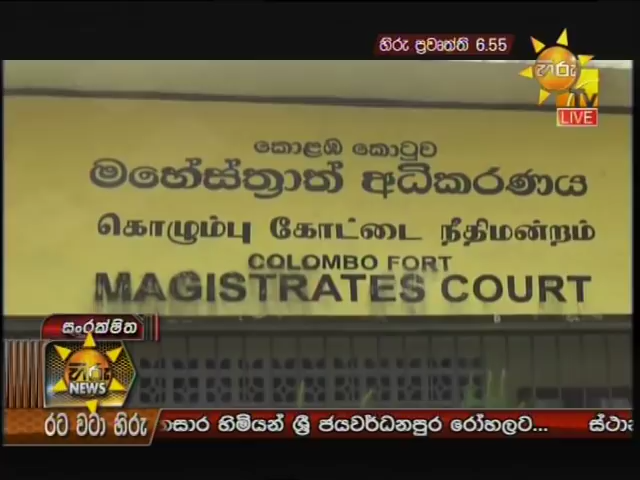 හිරු ප්‍රවෘත්ති 6.55
හිරු
TV
LIVE
කොළඹ කොටුව
මහේස්ත්‍රාත් අධිකරණය
கொழும்பு கோட்டை நீதிமன்றம்
COLOMBO FORT
MAGISTRATES COURT
සංරක්ෂිත
හිරු
NEWS
රට වටා හිරු
හිමියන් ශ්‍රී ජයවර්ධනපුර රෝහලට...